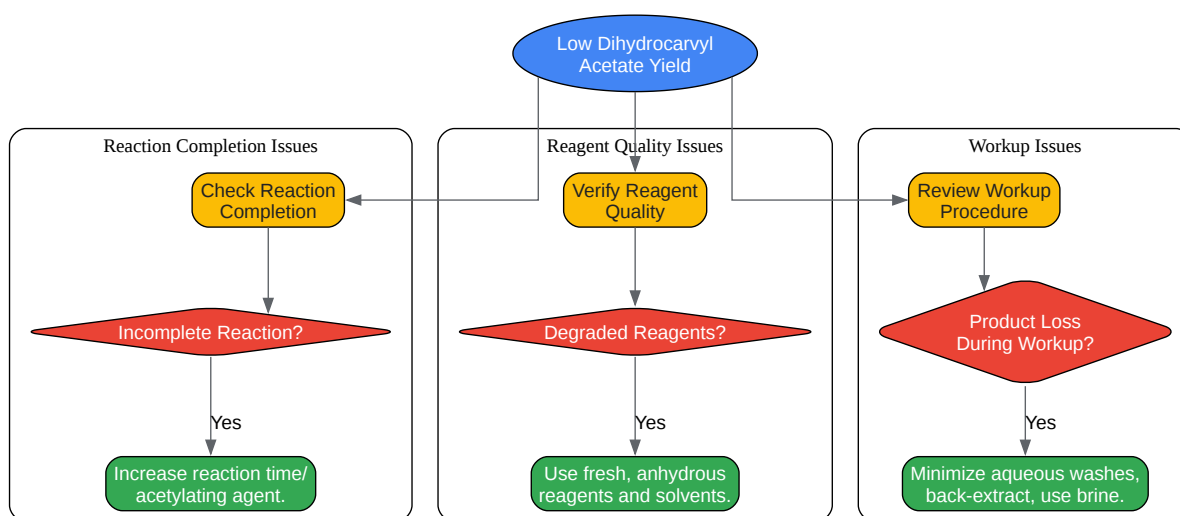 Low Dihydrocarvyl
Acetate Yield
Reaction Completion Issues
Check Reaction
Completion
Incomplete Reaction?
Yes
Increase reaction time/
acetylating agent.
Reagent Quality Issues
Verify Reagent
Quality
Degraded Reagents?
Yes
Use fresh, anhydrous
reagents and solvents.
Workup Issues
Review Workup
Procedure
Product Loss
During Workup?
Yes
Minimize aqueous washes,
back-extract, use brine.